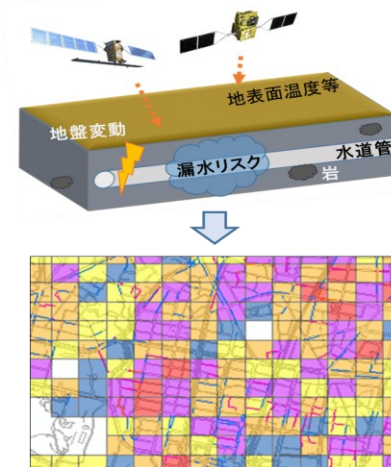 地表面温度等
地盤変動
水道管
漏水リスク
岩